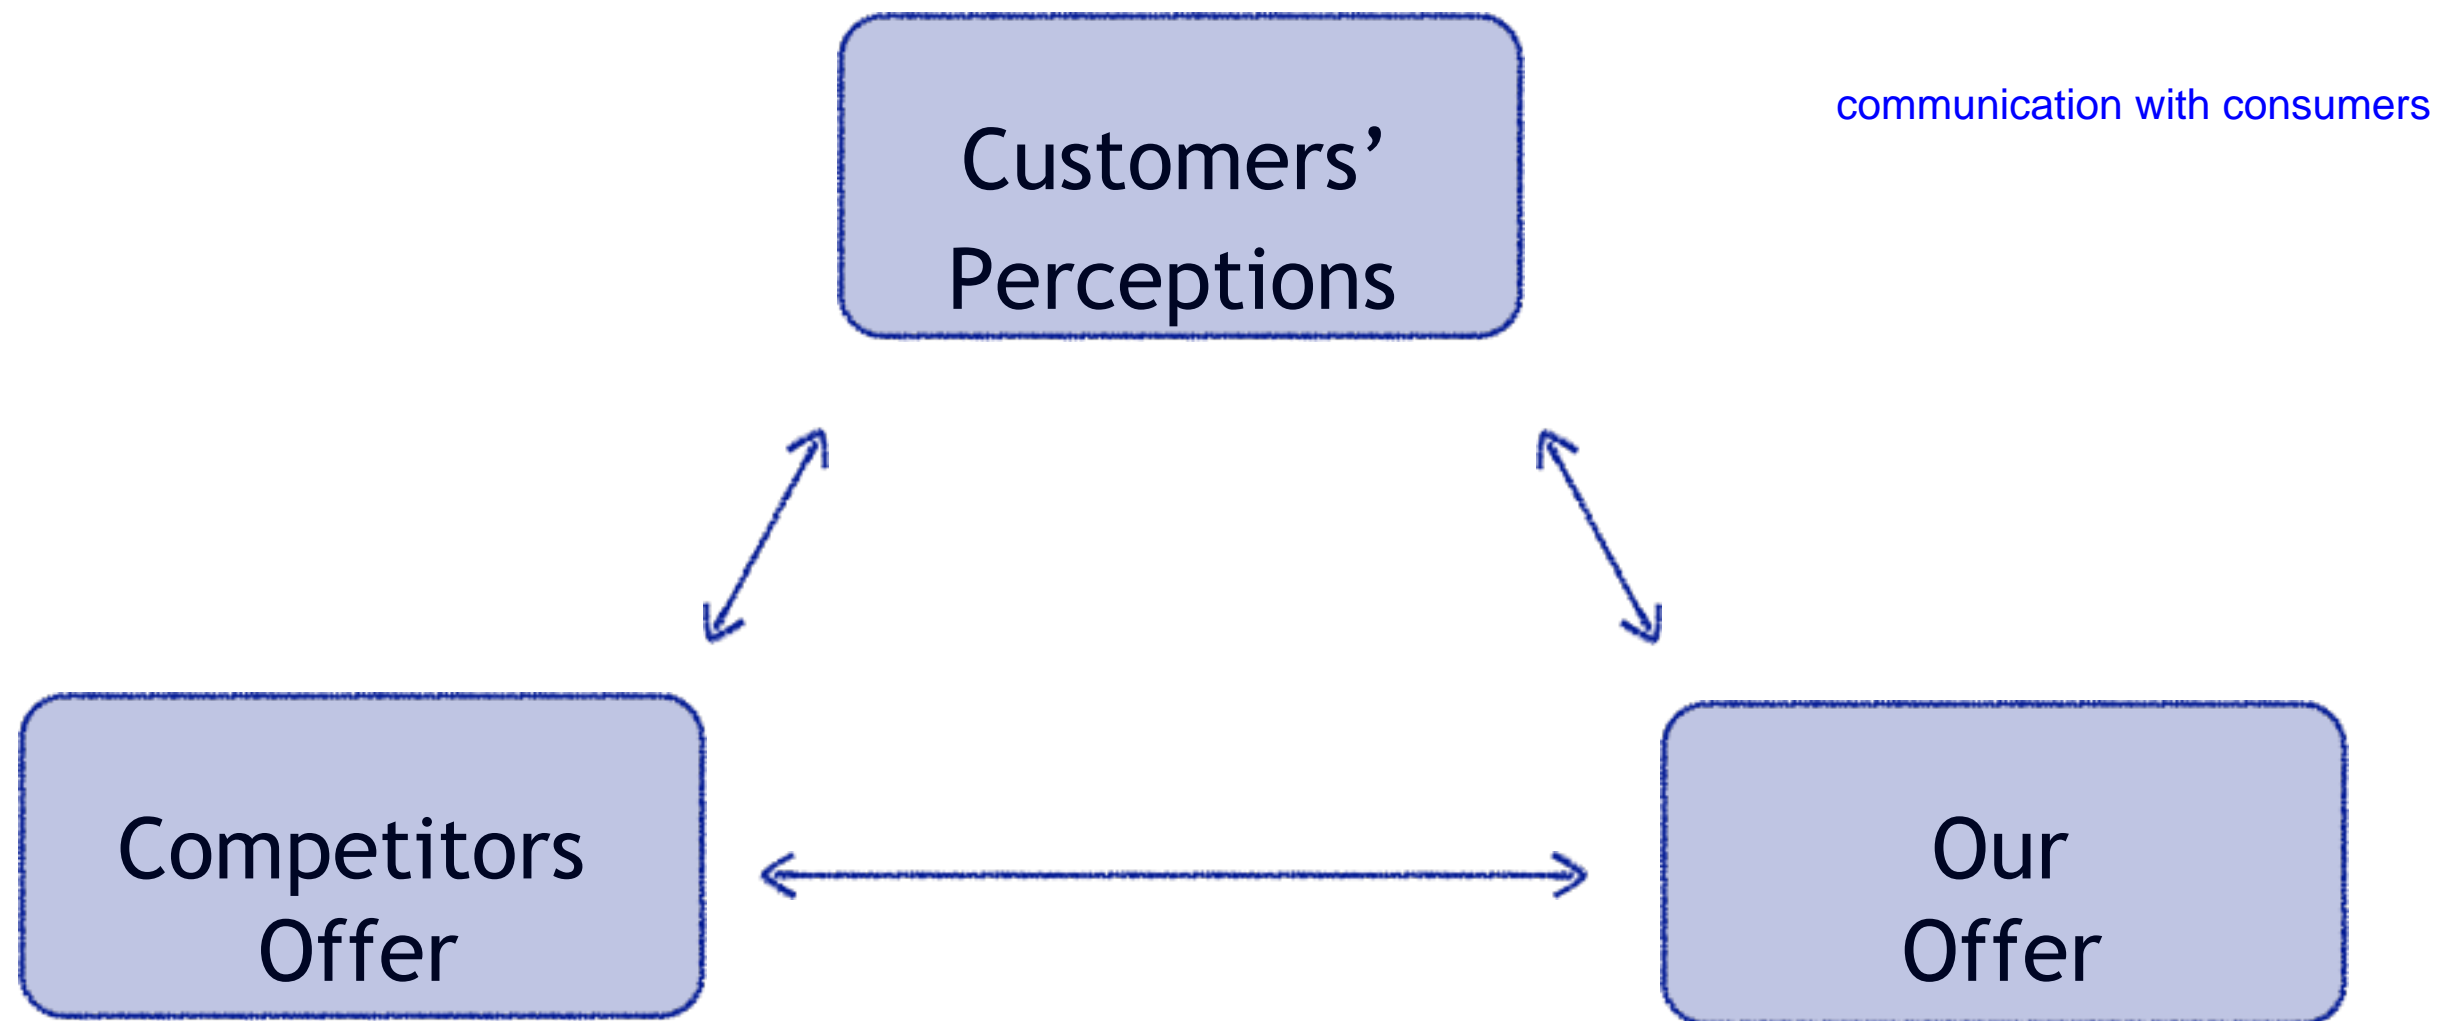 communication with consumers
Customers’
Perceptions
Competitors
Offer
Our
Offer